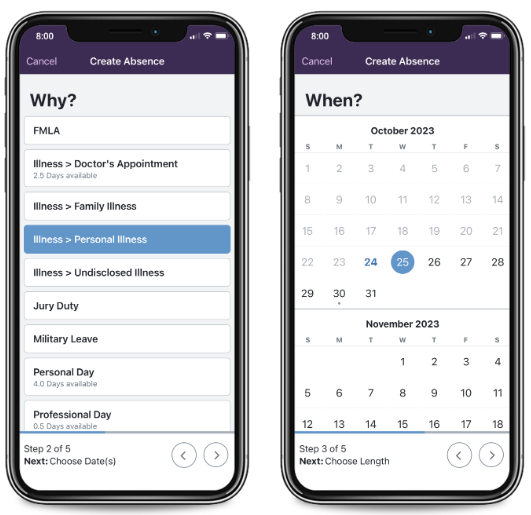 8:00
Cancel Create Absence
Why?
FMLA
Illness > Doctor's Appointment
2.5 Days available
Illness > Family Illness
Illness > Personal Illness
Illness > Undisclosed Illness
Jury Duty
Military Leave
Personal Day
4.0 Days available
Professional Day
0.5 Days available
Step 2 of 5
Next: Choose Date(s)
8:00
Cancel Create Absence
When?
October 2023
S M T W T F S
1 2 3 4 5 6 7
8 9 10 11 12 13 14
15 16 17 18 19 20 21
22 23 24 25 26 27 28
29 30 31
November 2023
S M T W T F S
1 2 3 4
5 6 7 8 9 10 11
12 13 14 15 16 17 18
Step 3 of 5
Next: Choose Length